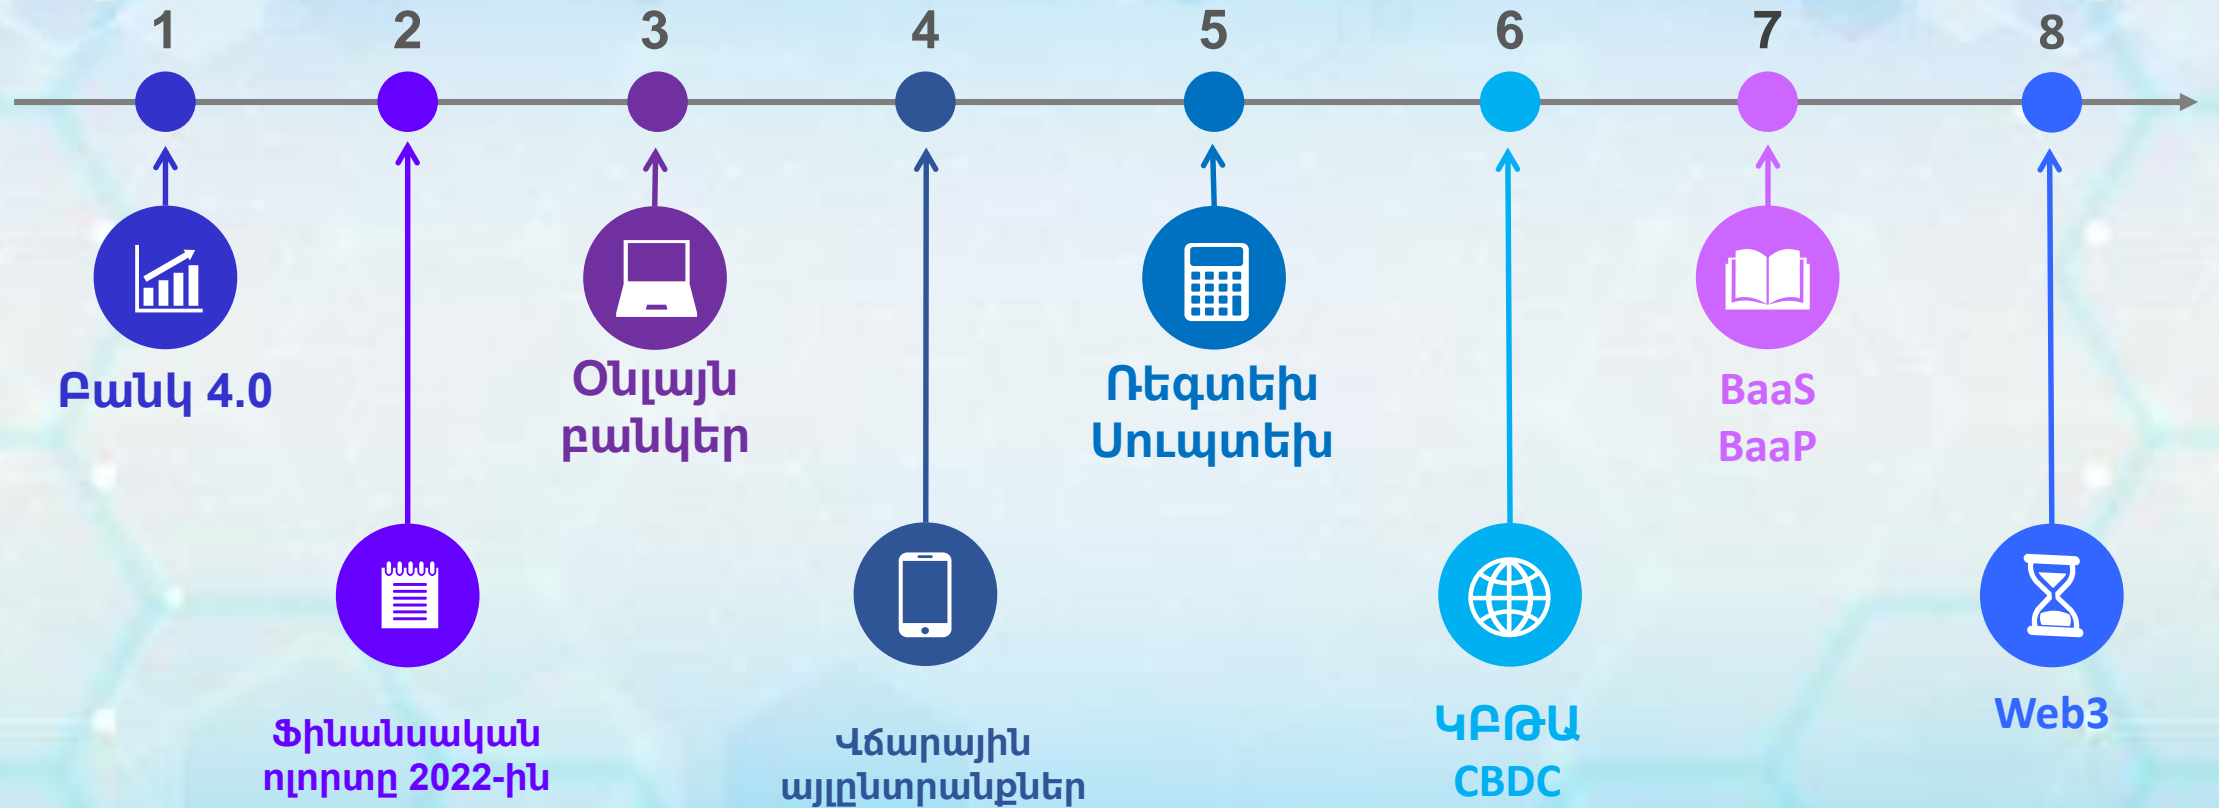 1
2
3
4
5
6
7
8
Բանկ 4.0
Ֆինանսական
ոլորտը 2022-ին
Օնլայն
բանկեր
Վճարային
այլընտրանքներ
Ռեգտեխ
Սուպտեխ
ԿԲԹԱ
CBDC
BaaS
BaaP
Web3